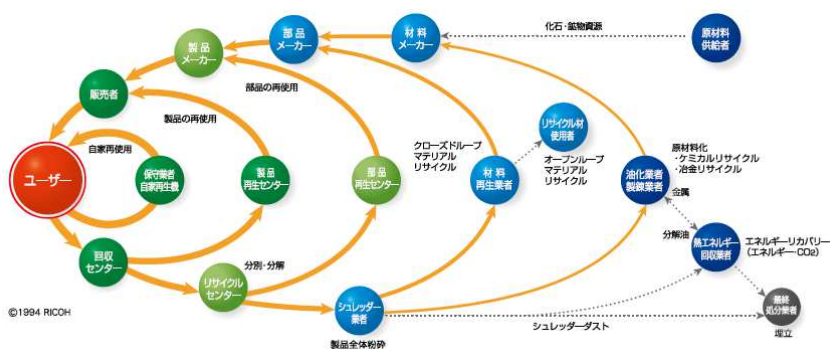 化石・鉱物資源
原材料
供給者
材料
メーカー
部品
メーカー
製品
メーカー
販売者
部品の再使用
製品の再使用
自家再使用
ユーザー
保守業者
自家再生機
製品
再生センター
部品
再生センター
クローズドループ
マテリアル
リサイクル
材料
再生業者
リサイクル材
使用者
オープンループ
マテリアル
リサイクル
油化業者
製錬業者
原材料化
・ケミカルリサイクル
・冶金リサイクル
金属
分解油
熱エネルギー
回収業者
エネルギーリカバリー
(エネルギー・CO2)
回収
センター
分別・分解
リサイクル
センター
シュレッダー
業者
製品全体粉砕
シュレッダーダスト
最終
処分業者
埋立
©1994 RICOH